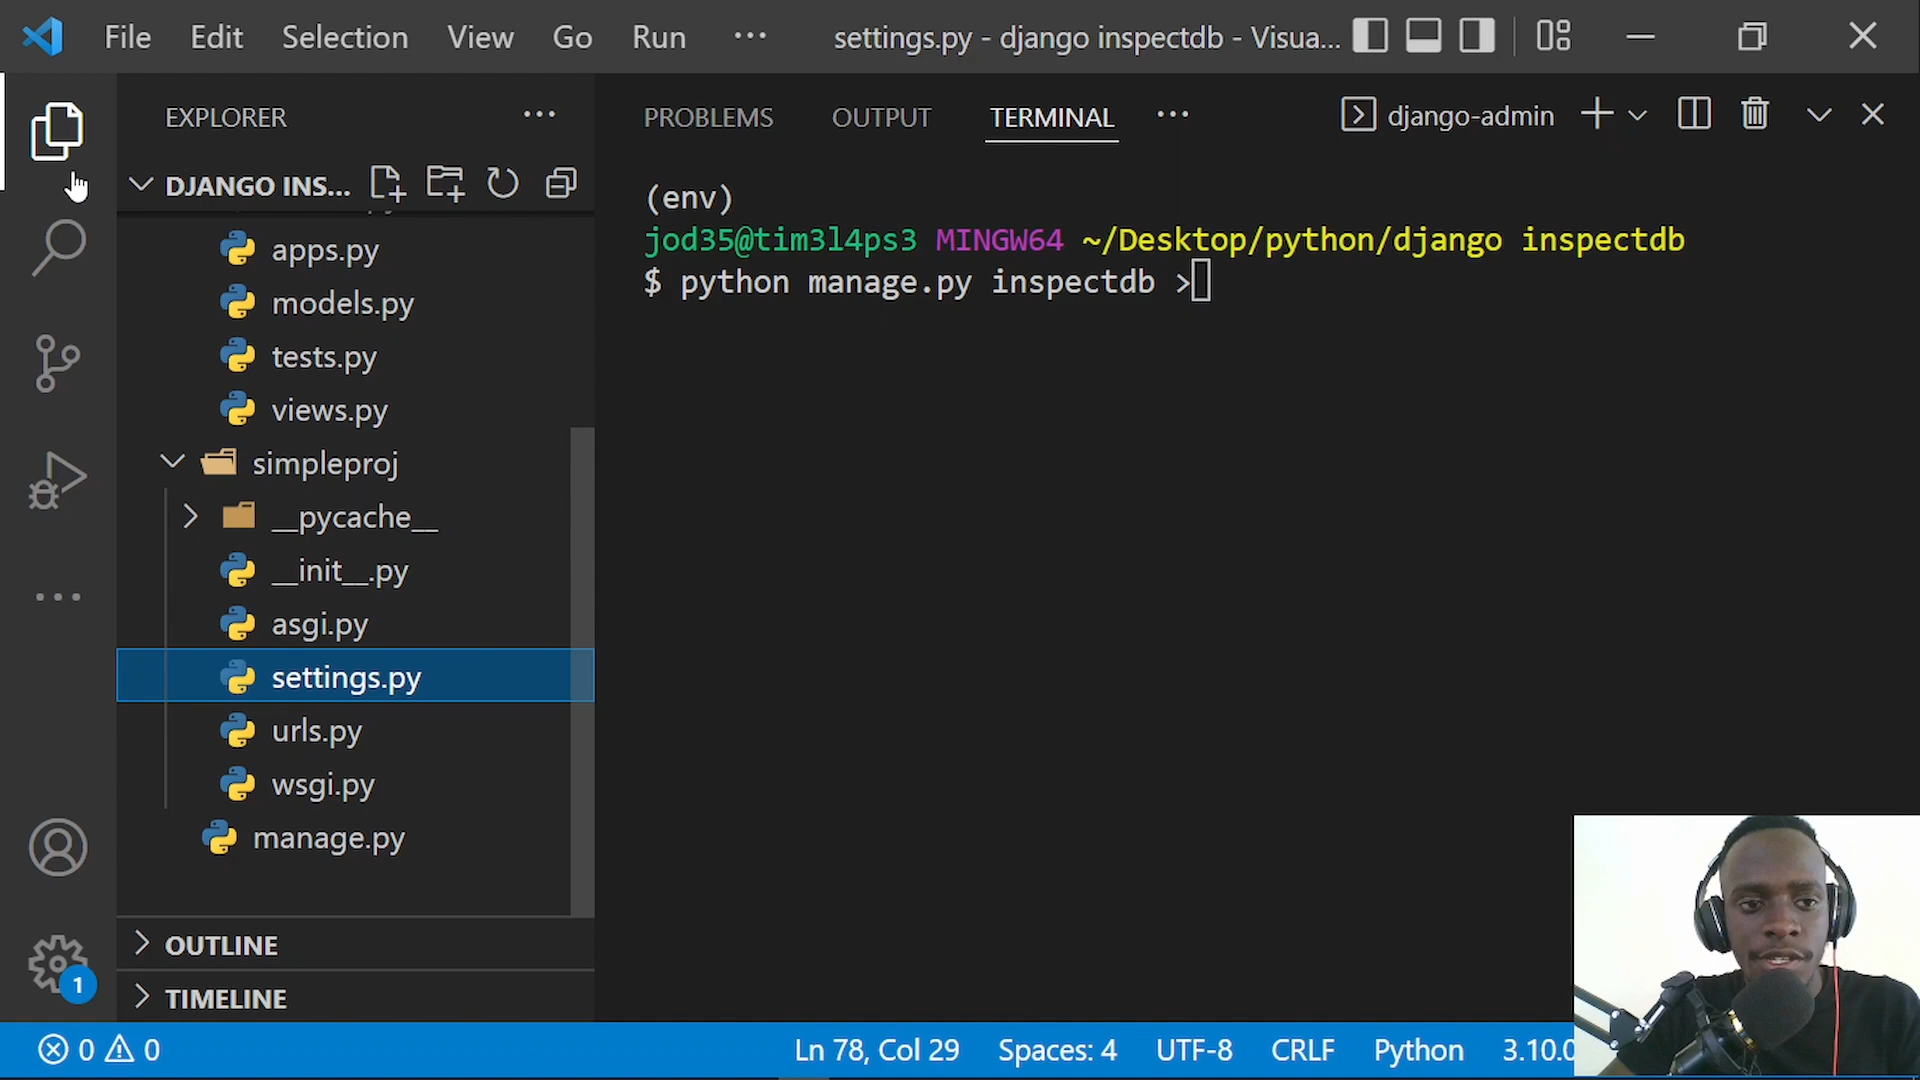 File Edit Selection View Go Run ... settings.py - django inspectdb - Visua...
EXPLORER
DJANGO INS...
apps.py
models.py
tests.py
views.py
simpleproj
__pycache__
__init__.py
asgi.py
settings.py
urls.py
wsgi.py
manage.py
OUTLINE
TIMELINE
PROBLEMS OUTPUT TERMINAL ... django-admin
(env)
jod35@tim3l4ps3 MINGW64 ~/Desktop/python/django inspectdb
$ python manage.py inspectdb >
1
0 0 Ln 78, Col 29 Spaces: 4 UTF-8 CRLF Python 3.10.0